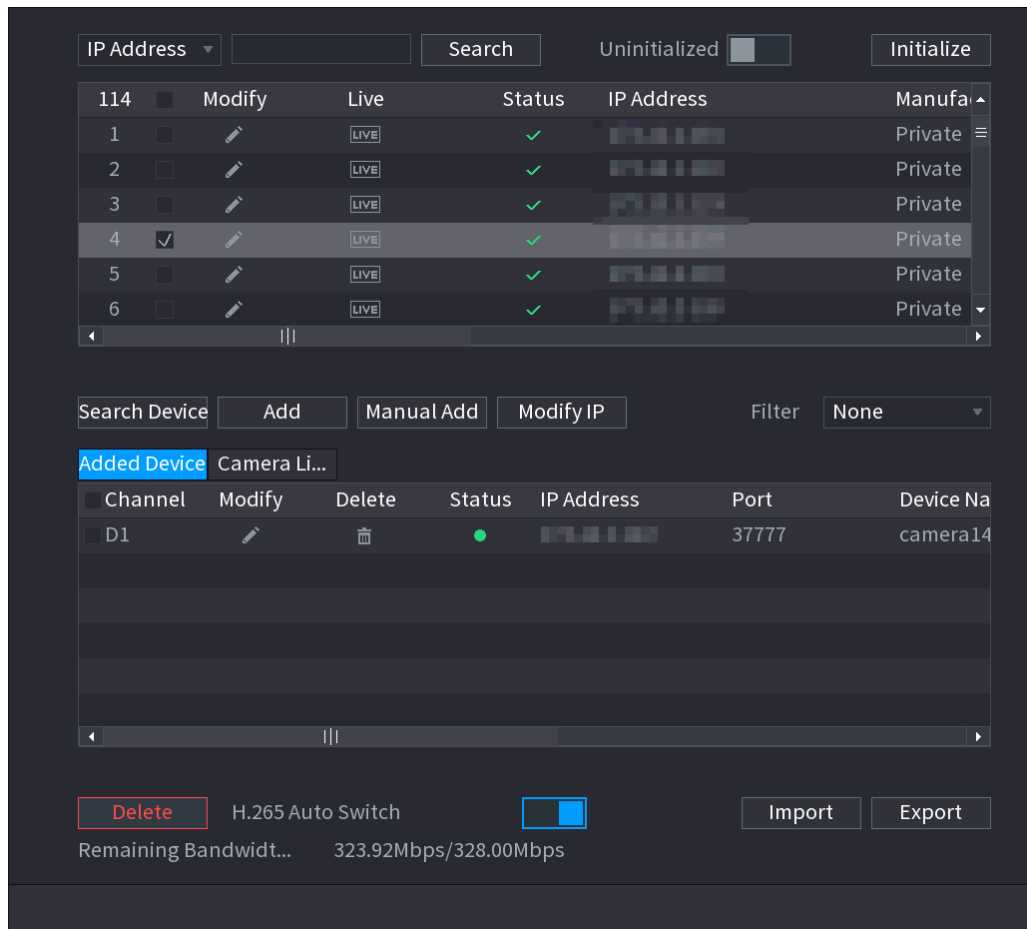 IP Address Search Uninitialized Initialize
114 Modify Live Status IP Address Manufa
1 LIVE Private
2 LIVE Private
3 LIVE Private
4 LIVE Private
5 LIVE Private
6 LIVE Private
Search Device Add Manual Add Modify IP Filter None
Added Device Camera Li...
Channel Modify Delete Status IP Address Port Device Na
D1 37777 camera14
Delete H.265 Auto Switch Import Export
Remaining Bandwidt... 323.92Mbps/328.00Mbps